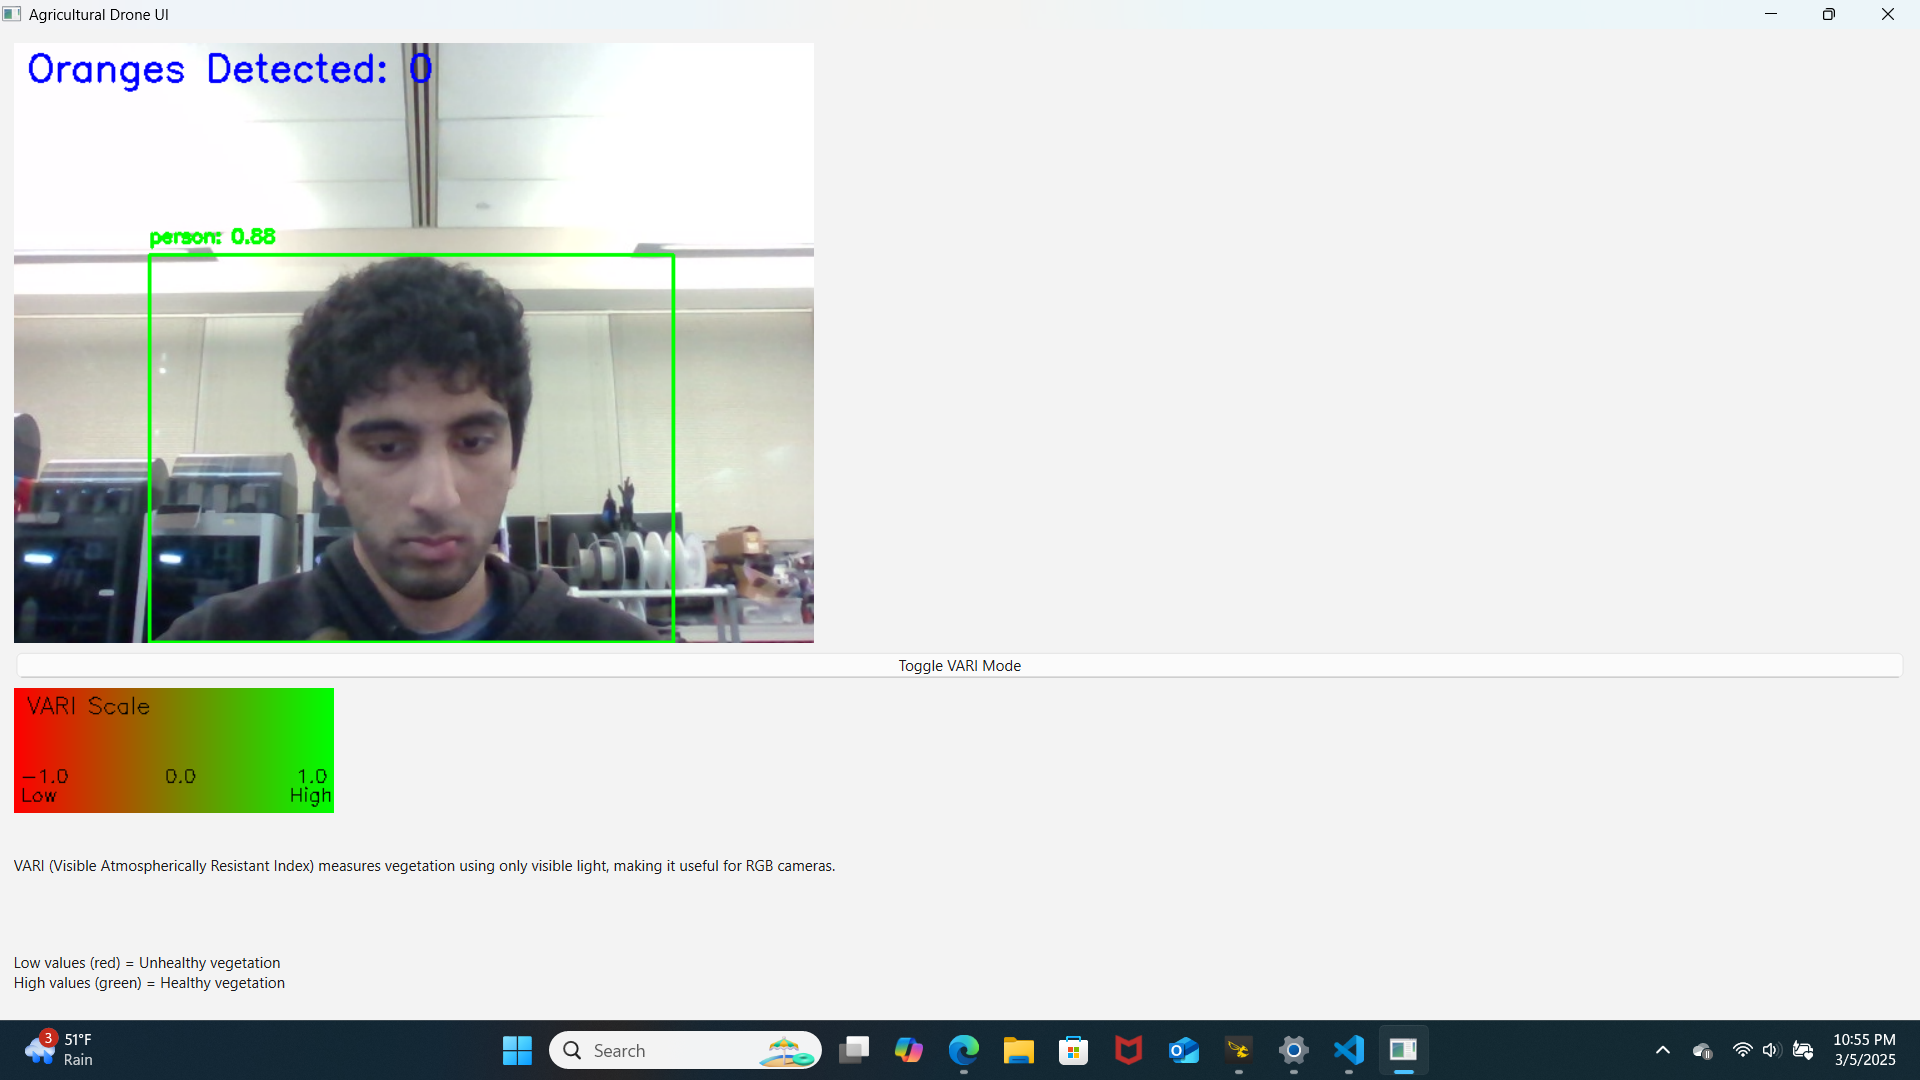 Agricultural Drone UI
Oranges Detected: 0
person: 0.88
Toggle VARI Mode
VARI Scale
-1.0 0.0 1.0
Low High
VARI (Visible Atmospherically Resistant Index) measures vegetation using only visible light, making it useful for RGB cameras.
Low values (red) = Unhealthy vegetation
High values (green) = Healthy vegetation
3
51°F
Rain
Search
10:55 PM
3/5/2025